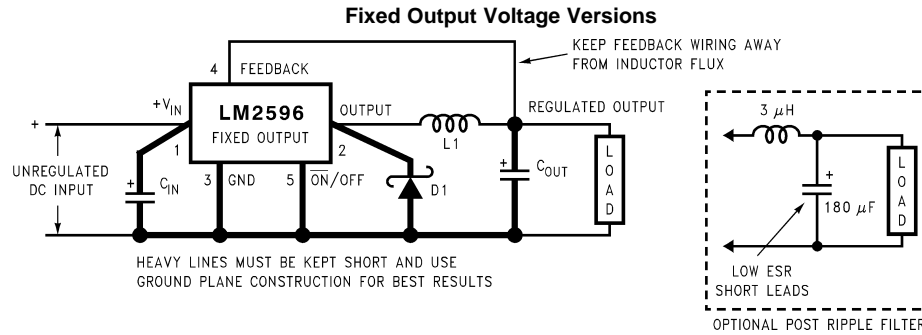 Fixed Output Voltage Versions
KEEP FEEDBACK WIRING AWAY
FROM INDUCTOR FLUX
4 FEEDBACK
+VIN
LM2596
FIXED OUTPUT
OUTPUT
REGULATED OUTPUT
L1
+
1
2
UNREGULATED
DC INPUT
+
CIN
3 GND
5 ON/OFF
D1
+
COUT
LOAD
HEAVY LINES MUST BE KEPT SHORT AND USE
GROUND PLANE CONSTRUCTION FOR BEST RESULTS
3 μH
+
180 μF
LOAD
LOW ESR
SHORT LEADS
OPTIONAL POST RIPPLE FILTER